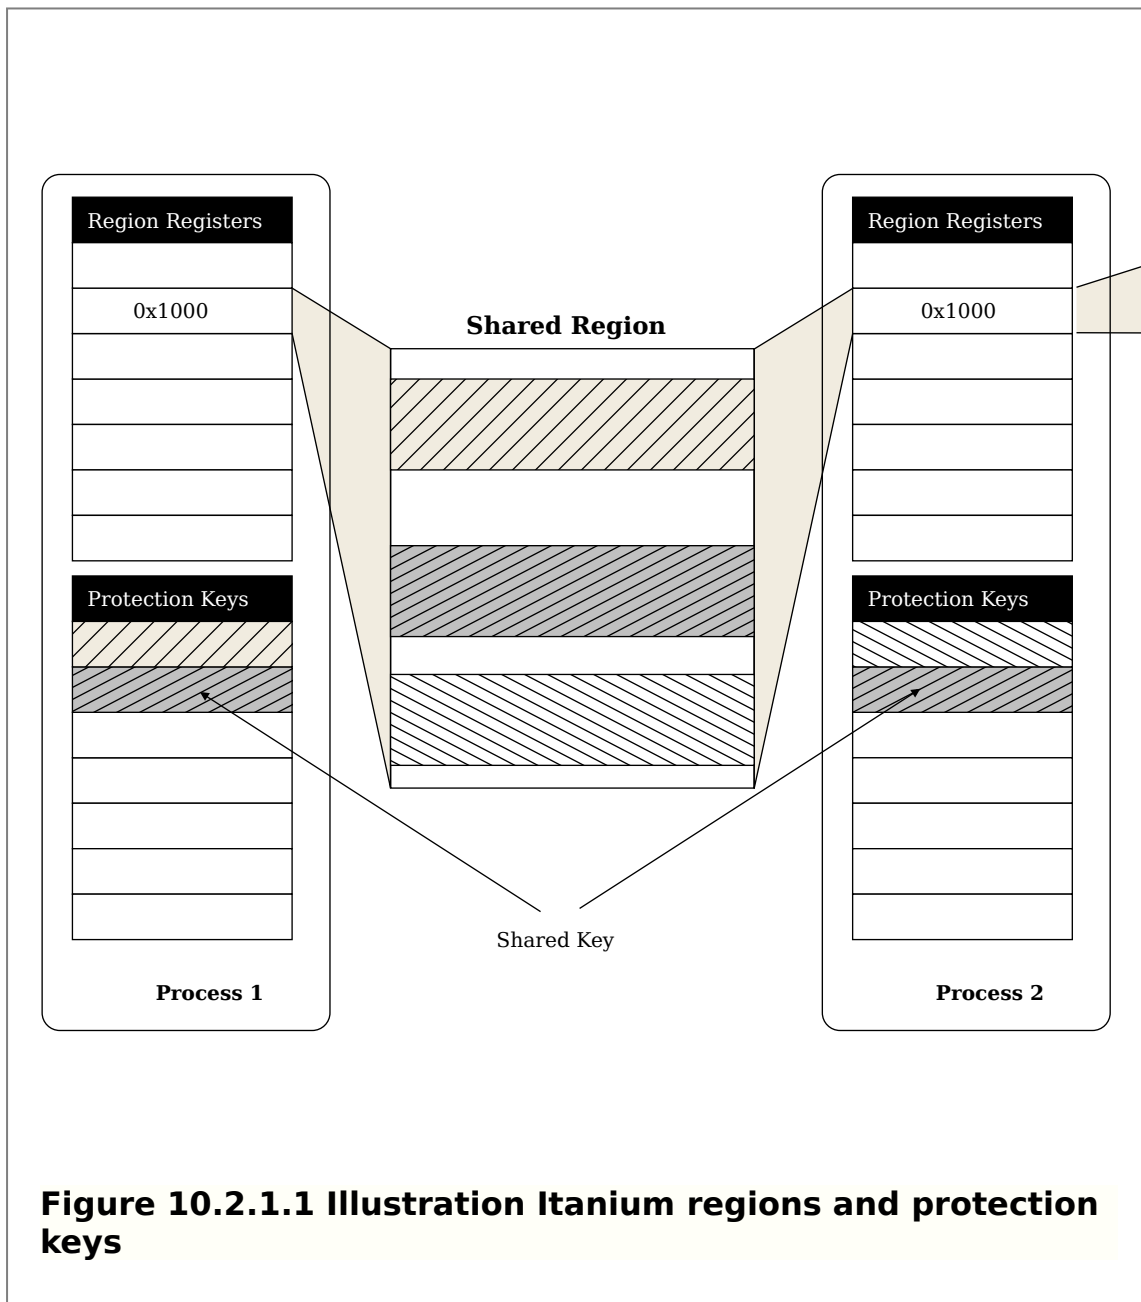 Region Registers
0x1000
Protection Keys
Process 1
Shared Region
Shared Key
Region Registers
0x1000
Protection Keys
Process 2
Figure 10.2.1.1 Illustration Itanium regions and protection
keys